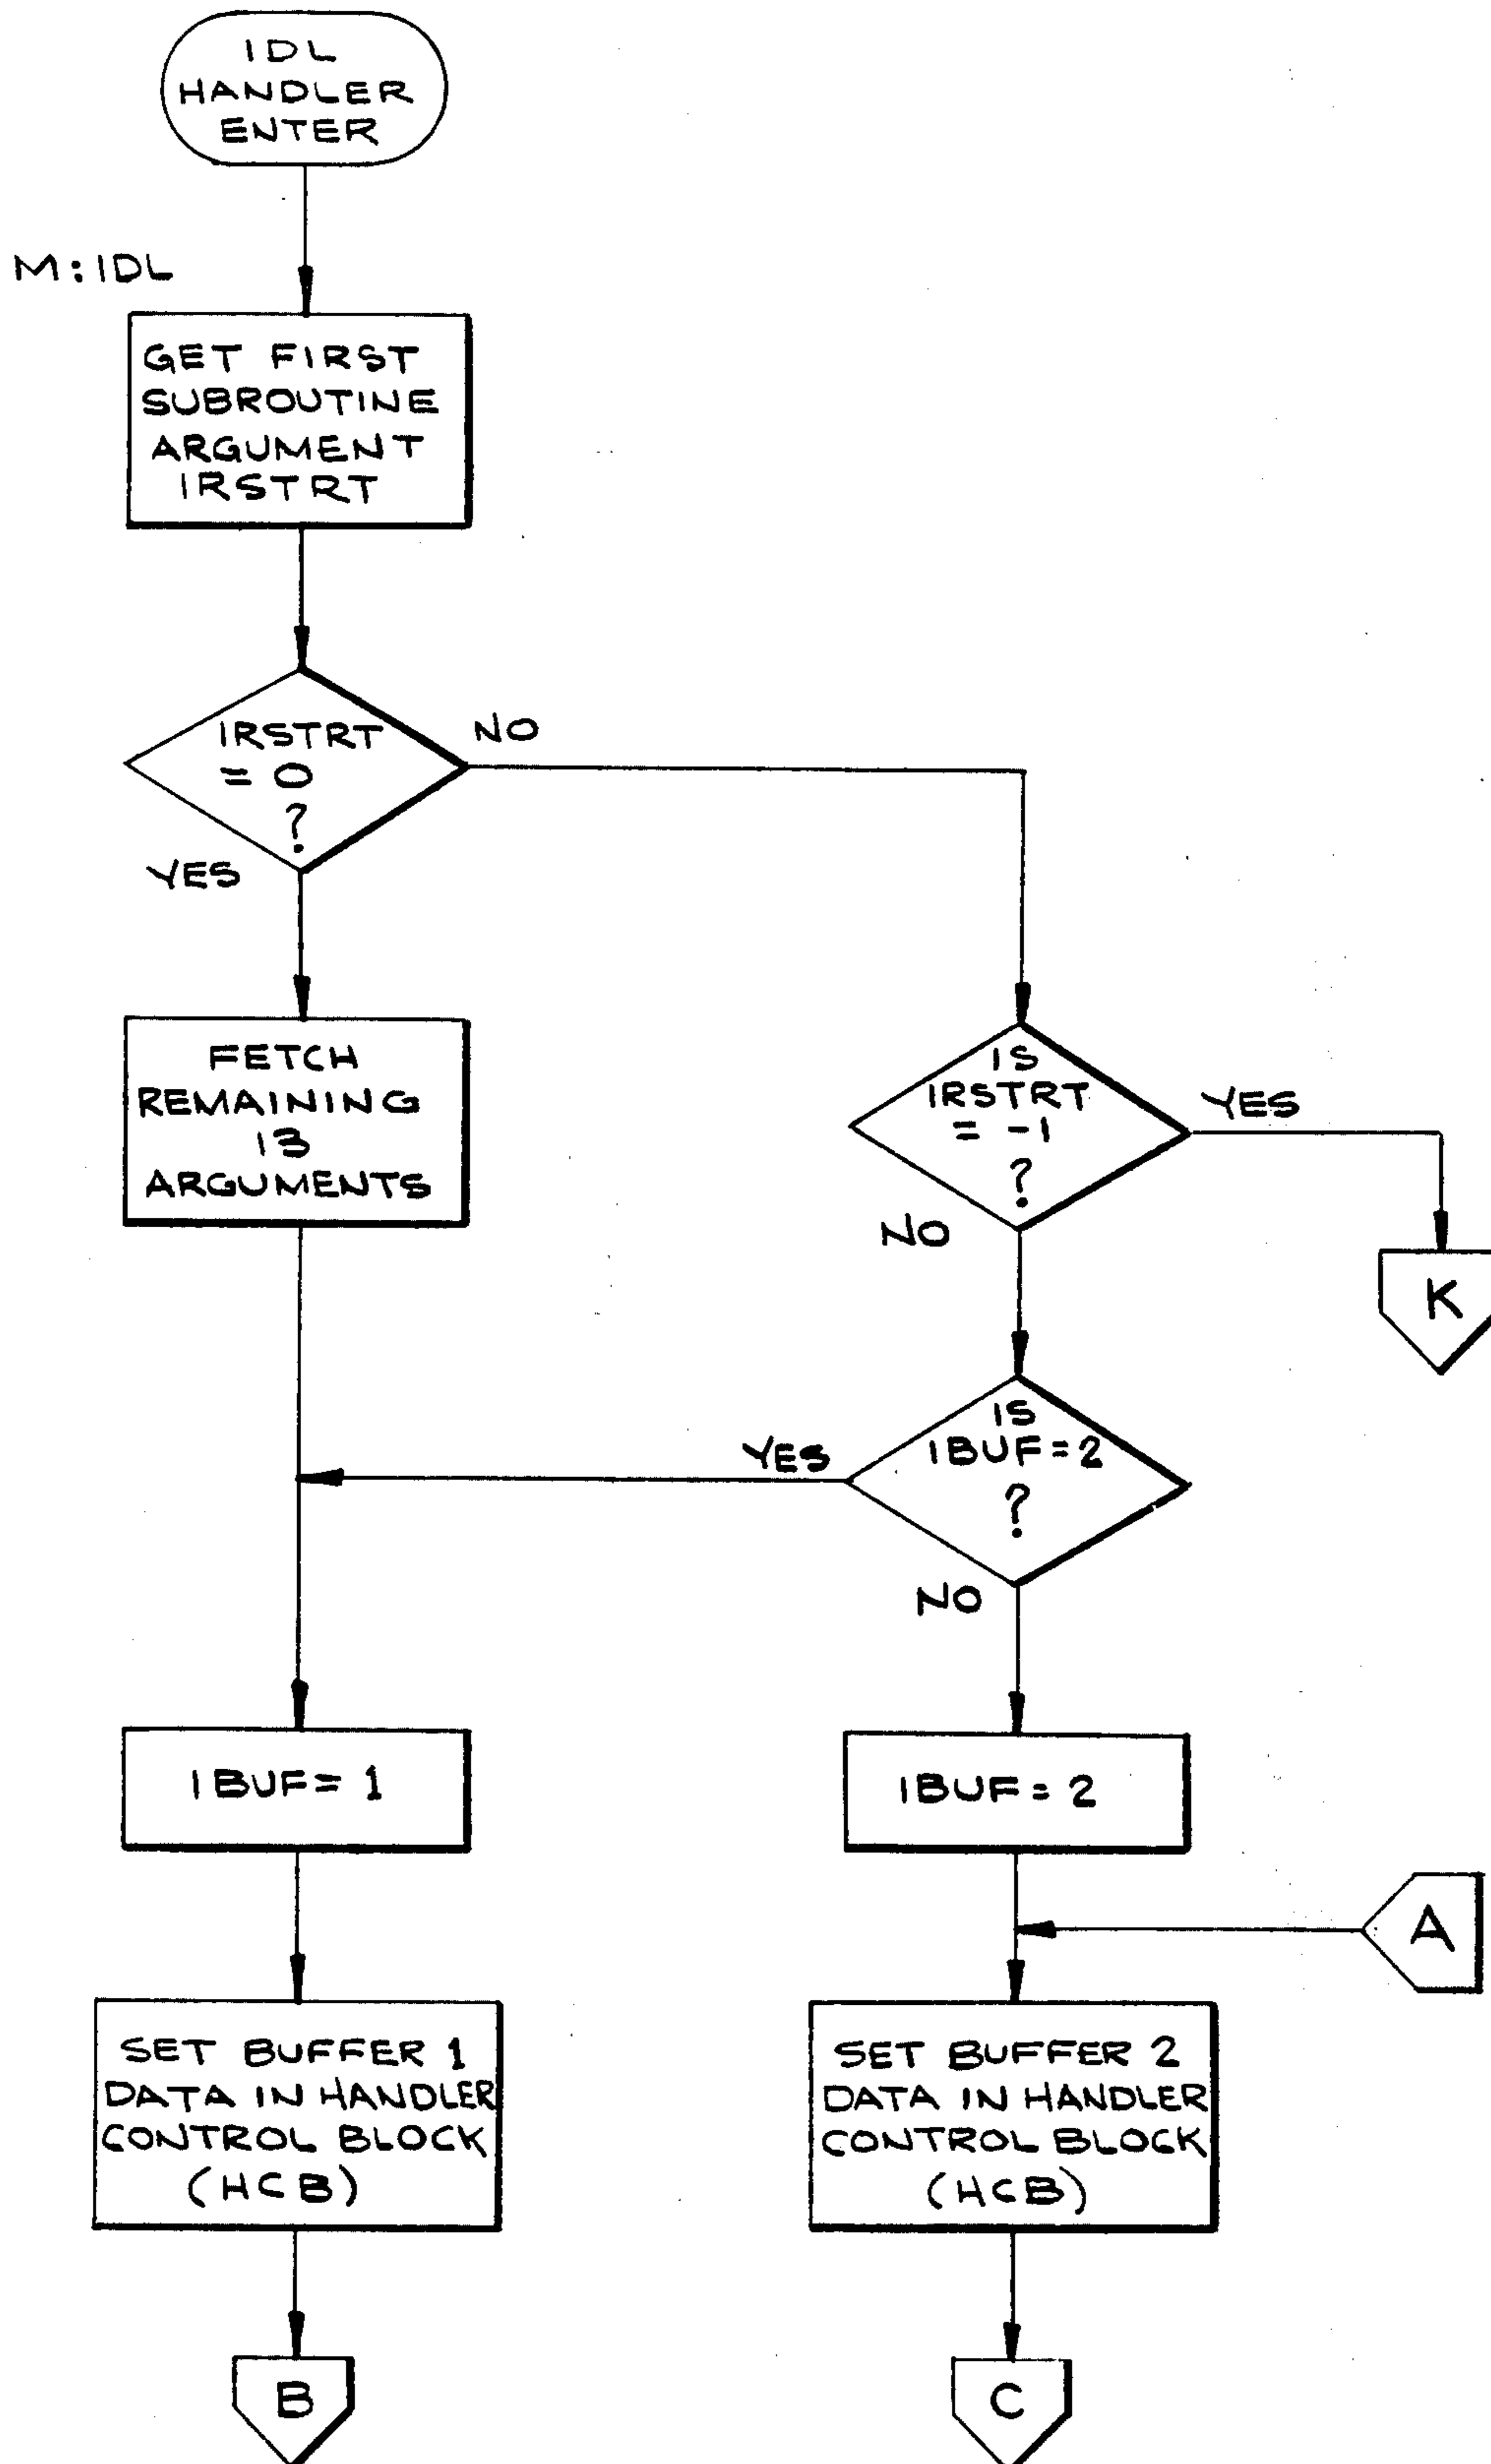 IDL
HANDLER
ENTER
M:IDL
GET FIRST
SUBROUTINE
ARGUMENT
IRSTRT
IRSTRT
= 0
?
NO
YES
FETCH
REMAINING
13
ARGUMENTS
IS
IRSTRT
= -1
?
YES
NO
K
IS
IBUF=2
?
YES
NO
IBUF= 1
IBUF= 2
A
SET BUFFER 1
DATA IN HANDLER
CONTROL BLOCK
(HCB)
SET BUFFER 2
DATA IN HANDLER
CONTROL BLOCK
(HCB)
B
C